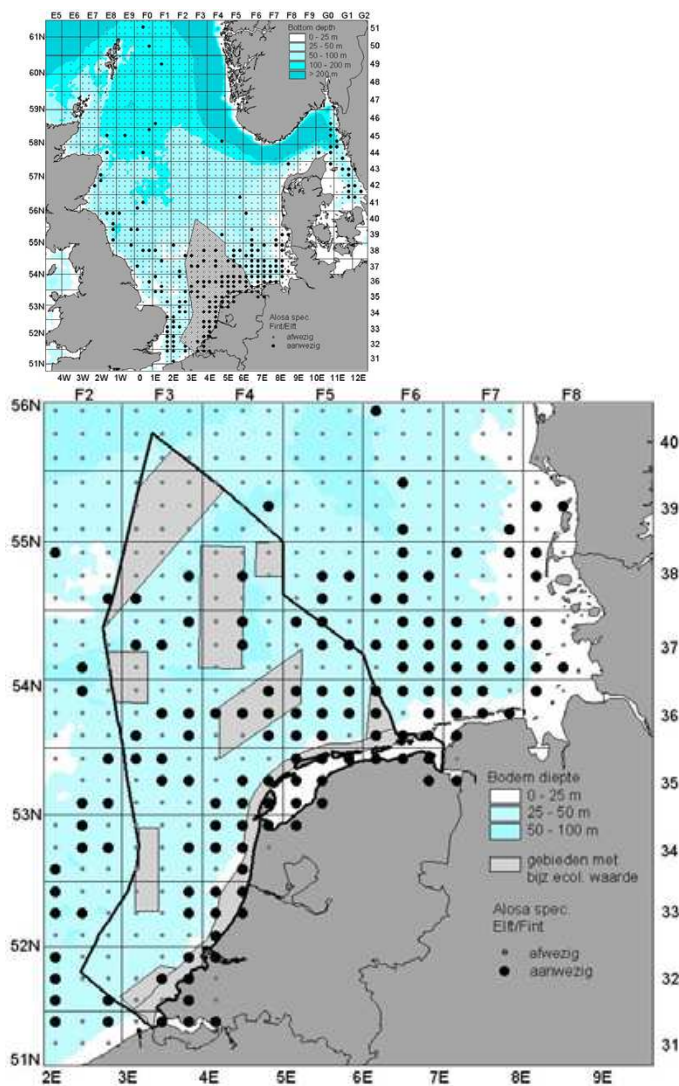 E5 E6 E7 E8 E9 F0 F1 F2 F3 F4 F5 F6 F7 F8 F9 G0 G1 G2
Bottom depth
0 - 25 m
25 - 50 m
50 - 100 m
100 - 200 m
> 200 m
61N
60N
59N
58N
57N
56N
55N
54N
53N
52N
51N
51
50
49
48
47
46
45
44
43
42
41
40
39
38
37
36
35
34
33
32
31
Alosa spec.
Fint/Elft
afwezig
aanwezig
4W 3W 2W 1W 0 1E 2E 3E 4E 5E 6E 7E 8E 9E 10E 11E 12E
F2 F3 F4 F5 F6 F7 F8
56N
55N
54N
53N
52N
51N
40
39
38
37
36
35
34
33
32
31
Bodem diepte
0 - 25 m
25 - 50 m
50 - 100 m
gebieden met
bijz ecol. waarde
Alosa spec.
Elft/Fint
afwezig
aanwezig
2E 3E 4E 5E 6E 7E 8E 9E